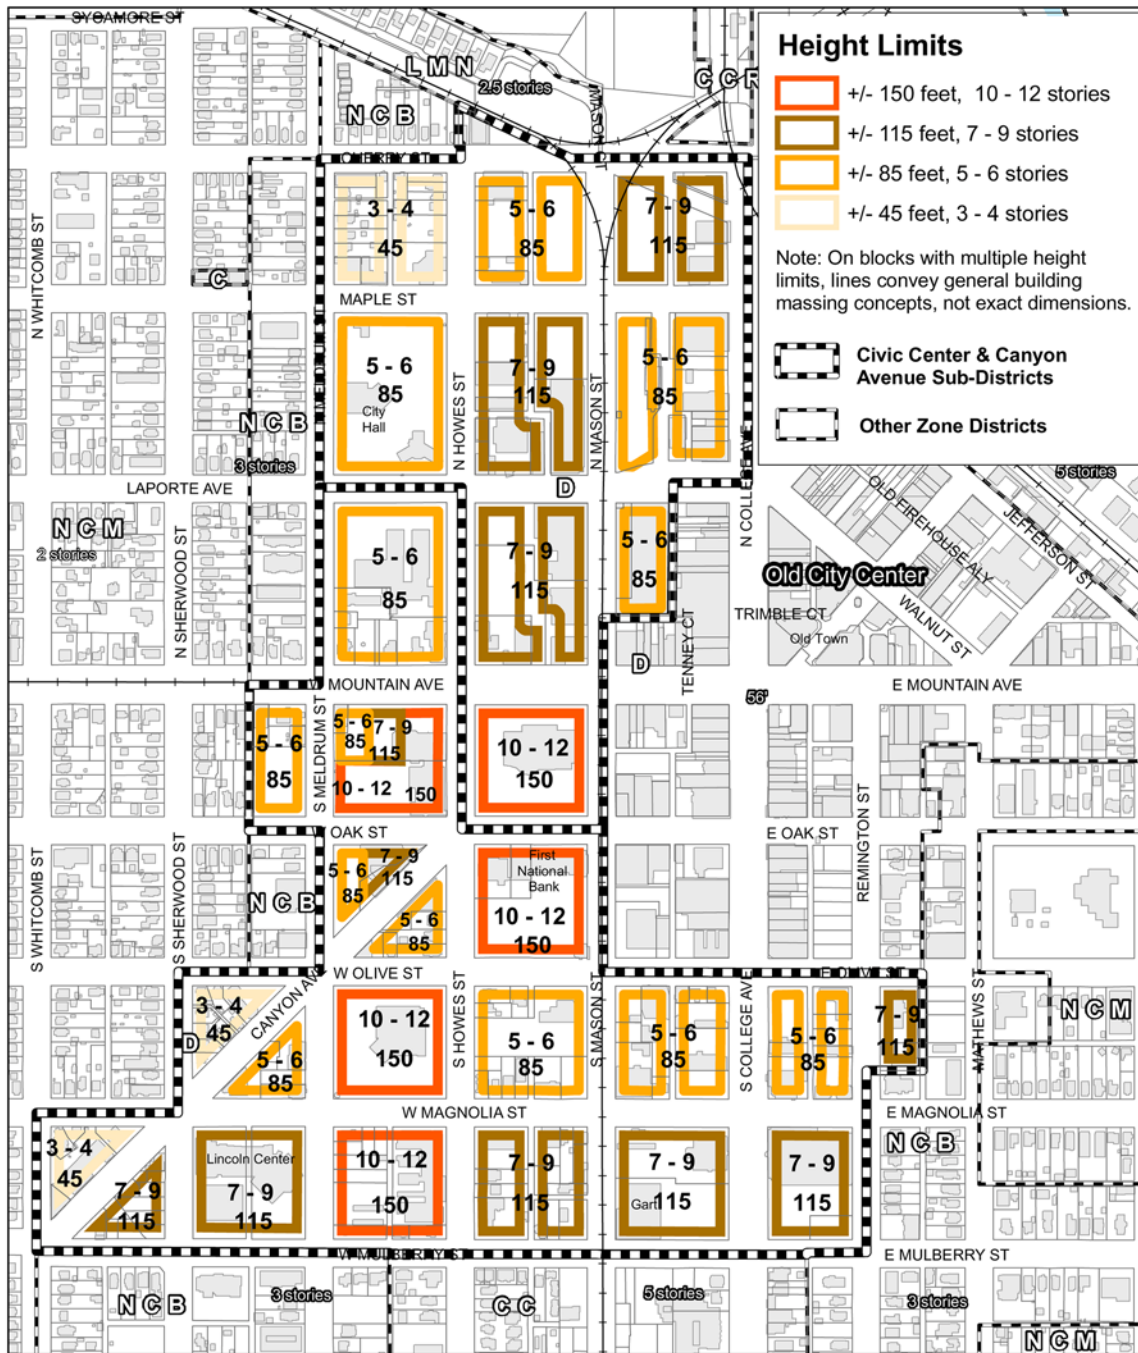 SYCAMORE ST
L M N
2.5 stories
C C R
N C B
MASON ST
CHERRY ST
Height Limits
+/- 150 feet, 10 - 12 stories
+/- 115 feet, 7 - 9 stories
+/- 85 feet, 5 - 6 stories
+/- 45 feet, 3 - 4 stories
Note: On blocks with multiple height
limits, lines convey general building
massing concepts, not exact dimensions.
Civic Center & Canyon
Avenue Sub-Districts
Other Zone Districts
N WHITCOMB ST
3 - 4
45
5 - 6
85
7 - 9
115
C
MAPLE ST
5 - 6
85
City
Hall
N HOWES ST
7 - 9
115
N MASON ST
5 - 6
85
N COLLEGE AVE
N C B
3 stories
LAPORTE AVE
D
5 stories
OLD FIREHOUSE ALY
JEFFERSON ST
N C M
2 stories
N SHERWOOD ST
5 - 6
85
7 - 9
115
5 - 6
85
Old City Center
TRIMBLE CT
WALNUT ST
Old Town
TENNEY CT
D
W MOUNTAIN AVE
56'
E MOUNTAIN AVE
5 - 6
85
S MELDRUM ST
5 - 6
85
7 - 9
115
10 - 12
150
10 - 12
150
OAK ST
E OAK ST
REMINGTON ST
S WHITCOMB ST
S SHERWOOD ST
N C B
5 - 6
85
7 - 9
115
5 - 6
85
First
National
Bank
10 - 12
150
W OLIVE ST
E OLIVE ST
3 - 4
45
D
CANYON AVE
5 - 6
85
10 - 12
150
S HOWES ST
5 - 6
85
S MASON ST
5 - 6
85
S COLLEGE AVE
5 - 6
85
7 - 9
115
MATHEWS ST
N C M
W MAGNOLIA ST
E MAGNOLIA ST
3 - 4
45
7 - 9
115
Lincoln Center
7 - 9
115
10 - 12
150
7 - 9
115
7 - 9
115
7 - 9
115
N C B
W MULBERRY ST
E MULBERRY ST
N C B
3 stories
C C
5 stories
3 stories
N C M